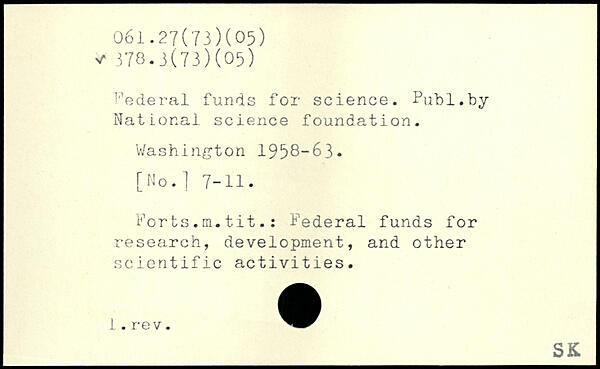 061.27(73)(05)
✓ 378.3(73)(05)
Federal funds for science. Publ.by
National science foundation.
Washington 1958-63.
[No.] 7-11.
Forts.m.tit.: Federal funds for
research, development, and other
scientific activities.
1.rev.
SK